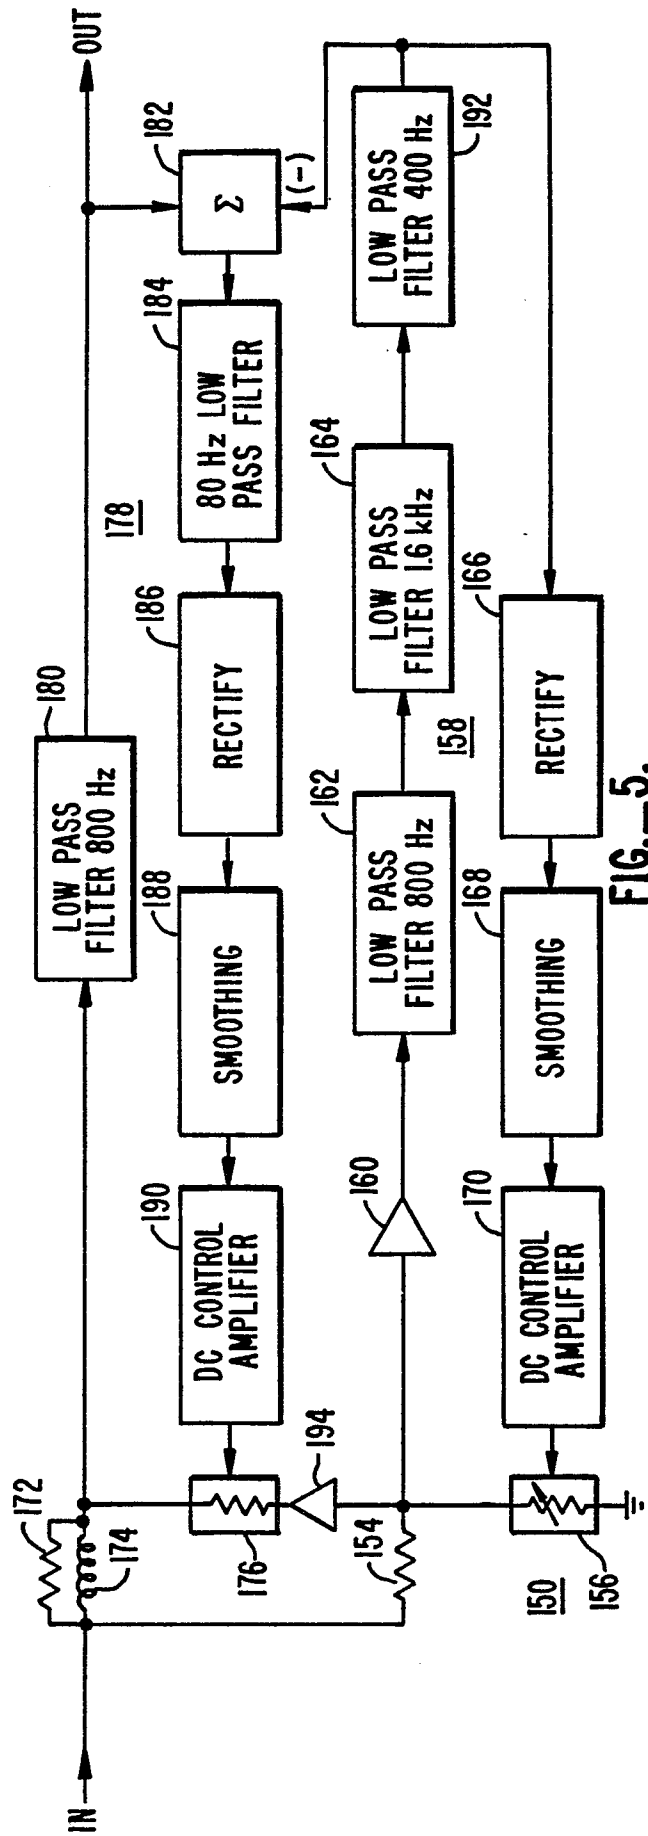 IN
172
174
LOW PASS
FILTER 800 Hz
180
OUT
178
176
194
DC CONTROL
AMPLIFIER
190
SMOOTHING
188
RECTIFY
186
80 Hz LOW
PASS FILTER
184
Σ
182
(-)
154
160
LOW PASS
FILTER 800 Hz
162
158
LOW PASS
FILTER 1.6 kHz
164
LOW PASS
FILTER 400 Hz
192
150
156
DC CONTROL
AMPLIFIER
170
SMOOTHING
168
RECTIFY
166
FIG.—5.